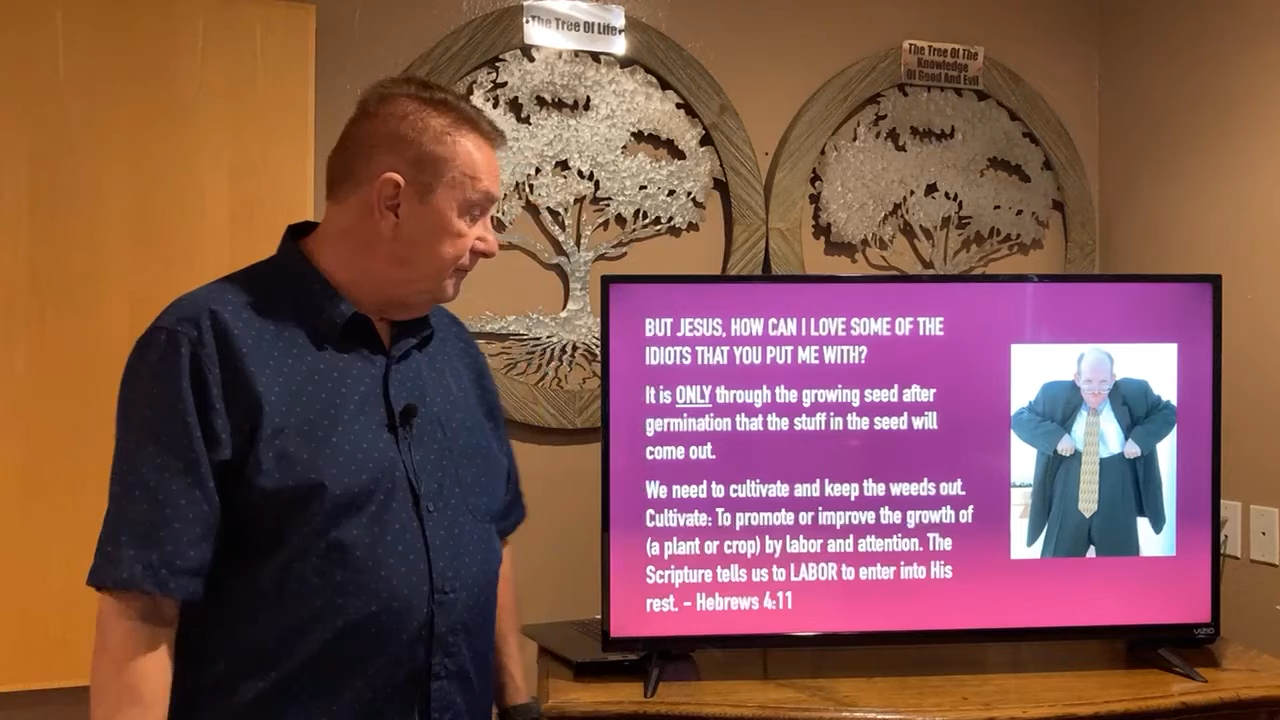 The Tree Of Life
The Tree Of The
Knowledge
Of Good And Evil
BUT JESUS, HOW CAN I LOVE SOME OF THE
IDIOTS THAT YOU PUT ME WITH?
It is ONLY through the growing seed after
germination that the stuff in the seed will
come out.
We need to cultivate and keep the weeds out.
Cultivate: To promote or improve the growth of
(a plant or crop) by labor and attention. The
Scripture tells us to LABOR to enter into His
rest. – Hebrews 4:11
VIZIO